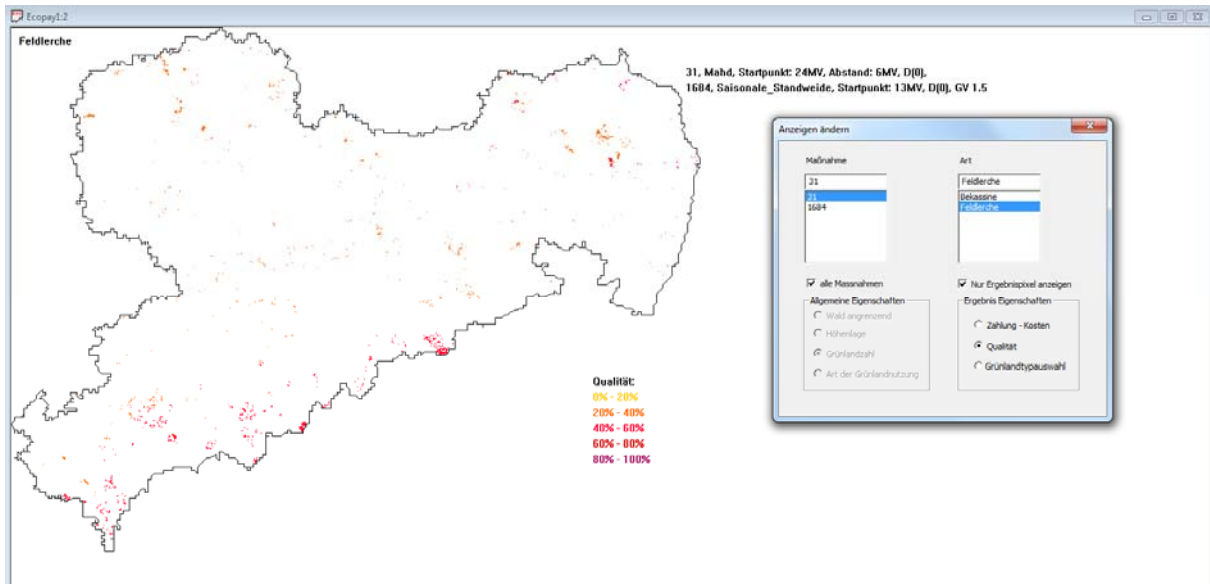 Ecopay1:2
Feldlerche
31, Mahd, Startpunkt: 24MV, Abstand: 6MV, D(0),
1684, Saisonale_Standweide, Startpunkt: 13MV, D(0), GV 1.5
Anzeigen ändern
Maßnahme
Art
31
Feldlerche
31
Bekassine
1684
Feldlerche
alle Massnahmen
Nur Ergebnispixel anzeigen
Allgemeine Eigenschaften
Ergebnis Eigenschaften
Wald angrenzend
Zahlung - Kosten
Höhenlage
Qualität
Grünlandzahl
Grünlandtypauswahl
Art der Grünlandnutzung
Qualität:
0% - 20%
20% - 40%
40% - 60%
60% - 80%
80% - 100%